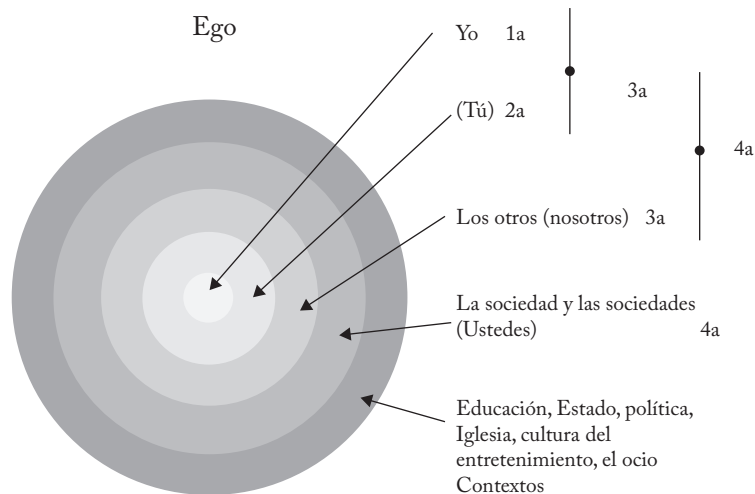 Ego
Yo 1a
3a
(Tú) 2a
4a
Los otros (nosotros) 3a
La sociedad y las sociedades
(Ustedes) 4a
Educación, Estado, política,
Iglesia, cultura del
entretenimiento, el ocio
Contextos